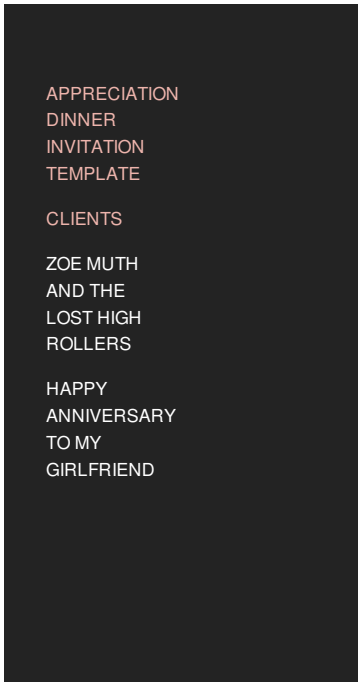 APPRECIATION
DINNER
INVITATION
TEMPLATE
CLIENTS
ZOE MUTH
AND THE
LOST HIGH
ROLLERS
HAPPY
ANNIVERSARY
TO MY
GIRLFRIEND